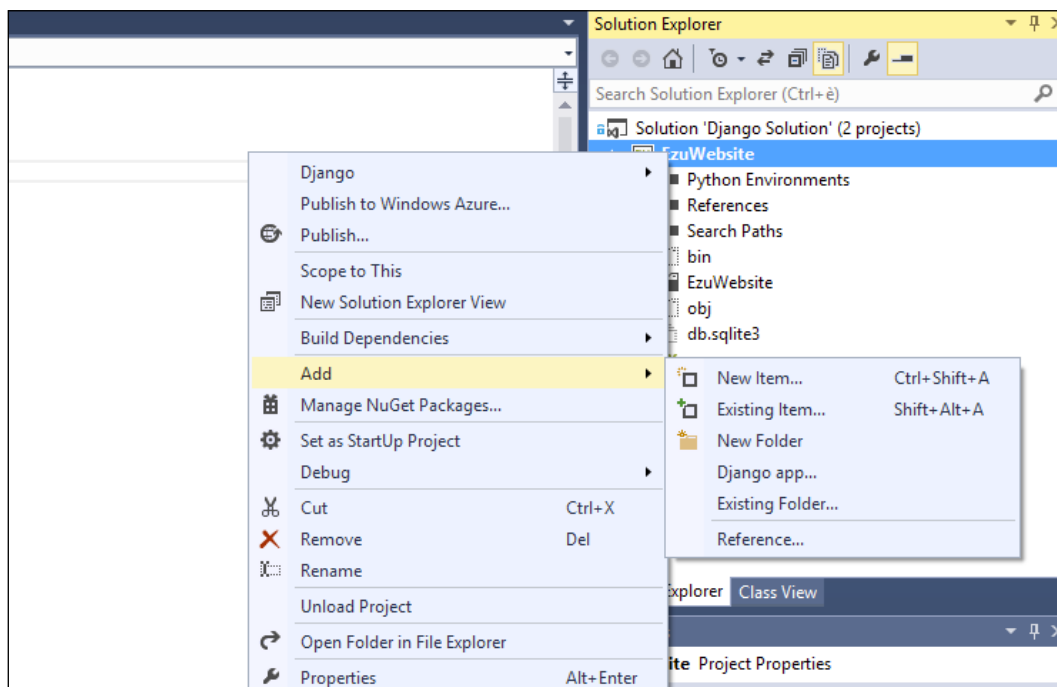 Solution Explorer
Search Solution Explorer (Ctrl+è)
Solution 'Django Solution' (2 projects)
EzuWebsite
Python Environments
References
Search Paths
bin
EzuWebsite
obj
db.sqlite3
Django
Publish to Windows Azure...
Publish...
Scope to This
New Solution Explorer View
Build Dependencies
Add
Manage NuGet Packages...
Set as StartUp Project
Debug
Cut Ctrl+X
Remove Del
Rename
Unload Project
Open Folder in File Explorer
Properties Alt+Enter
New Item... Ctrl+Shift+A
Existing Item... Shift+Alt+A
New Folder
Django app...
Existing Folder...
Reference...
Explorer Class View
ite Project Properties